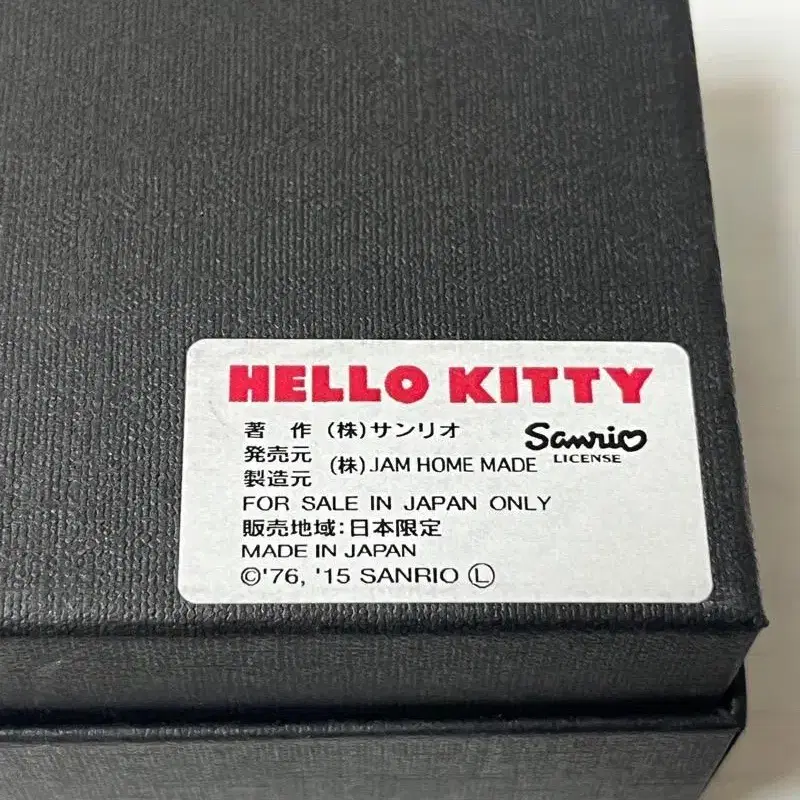 HELLO KITTY
著 作 (株)サンリオ
Sanrio
LICENSE
発売元
製造元
(株)JAM HOME MADE
FOR SALE IN JAPAN ONLY
販売地域:日本限定
MADE IN JAPAN
©'76, '15 SANRIO Ⓛ